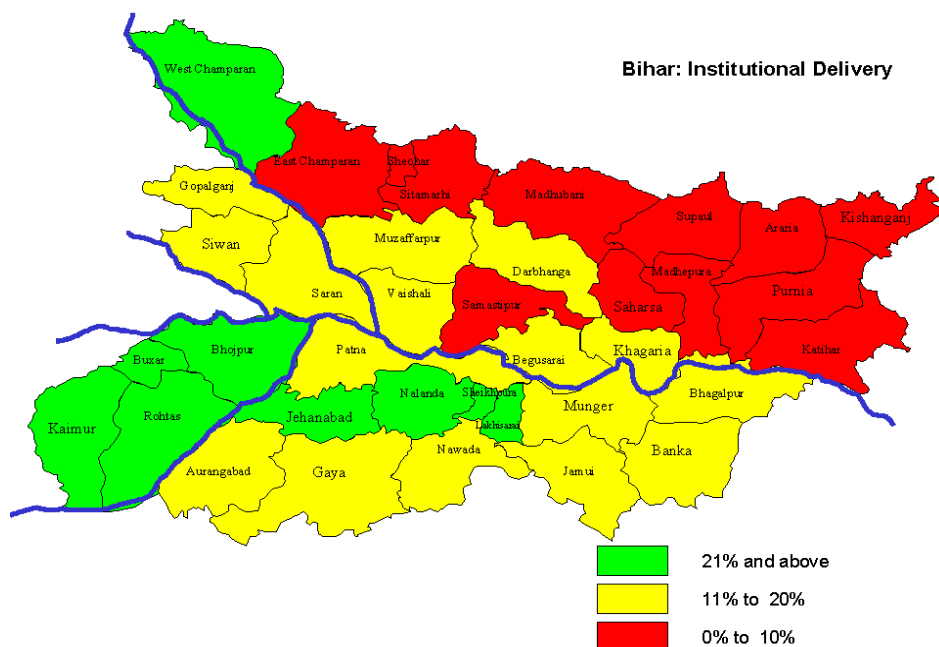 Bihar: Institutional Delivery
West Champaran
East Champaran
Sheohar
Sitamarhi
Gopalganj
Madhubani
Supaul
Araria
Kishanganj
Siwan
Muzaffarpur
Darbhanga
Madhepura
Saran
Vaishali
Samastipur
Saharsa
Purnia
Bhojpur
Buxar
Patna
Begusarai
Khagaria
Katihar
Kaimur
Rohtas
Jehanabad
Nalanda
Sheikhpura
Lakhisarai
Munger
Bhagalpur
Aurangabad
Gaya
Nawada
Jamui
Banka
21% and above
11% to 20%
0% to 10%